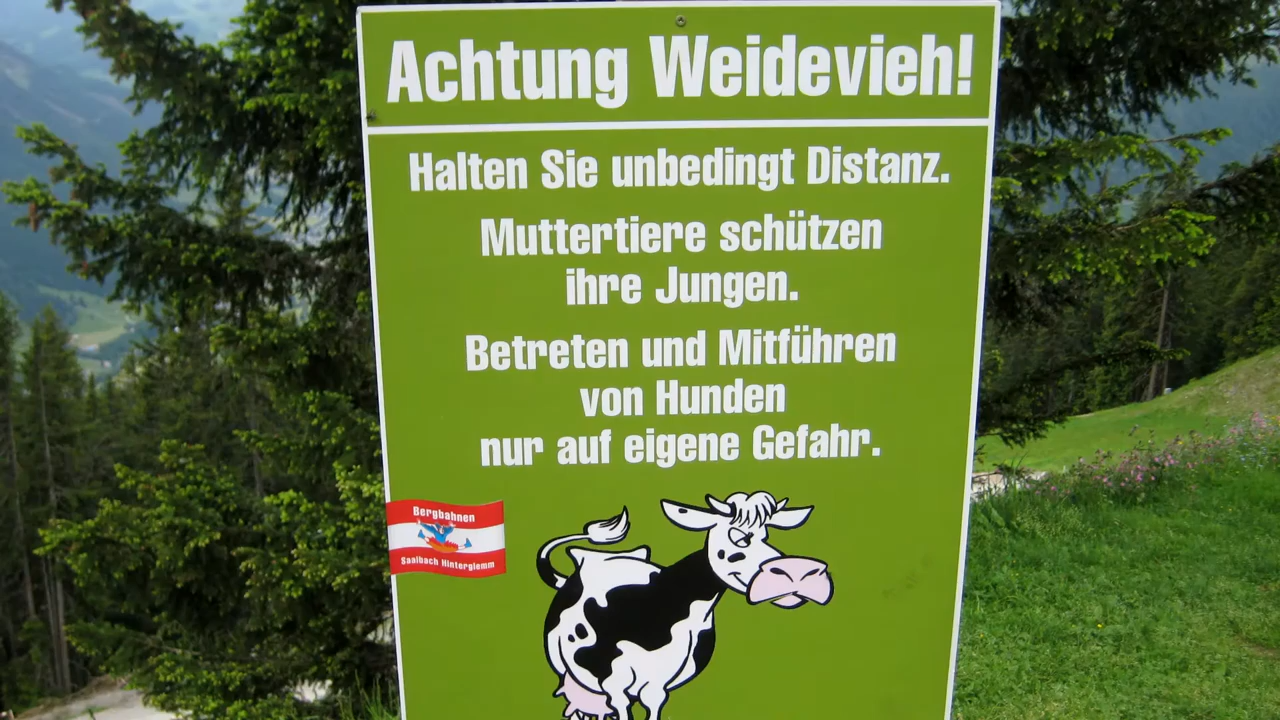 Achtung Weidevieh!
Halten Sie unbedingt Distanz.
Muttertiere schützen
ihre Jungen.
Betreten und Mitführen
von Hunden
nur auf eigene Gefahr.
Bergbahnen
Saalbach Hinterglemm